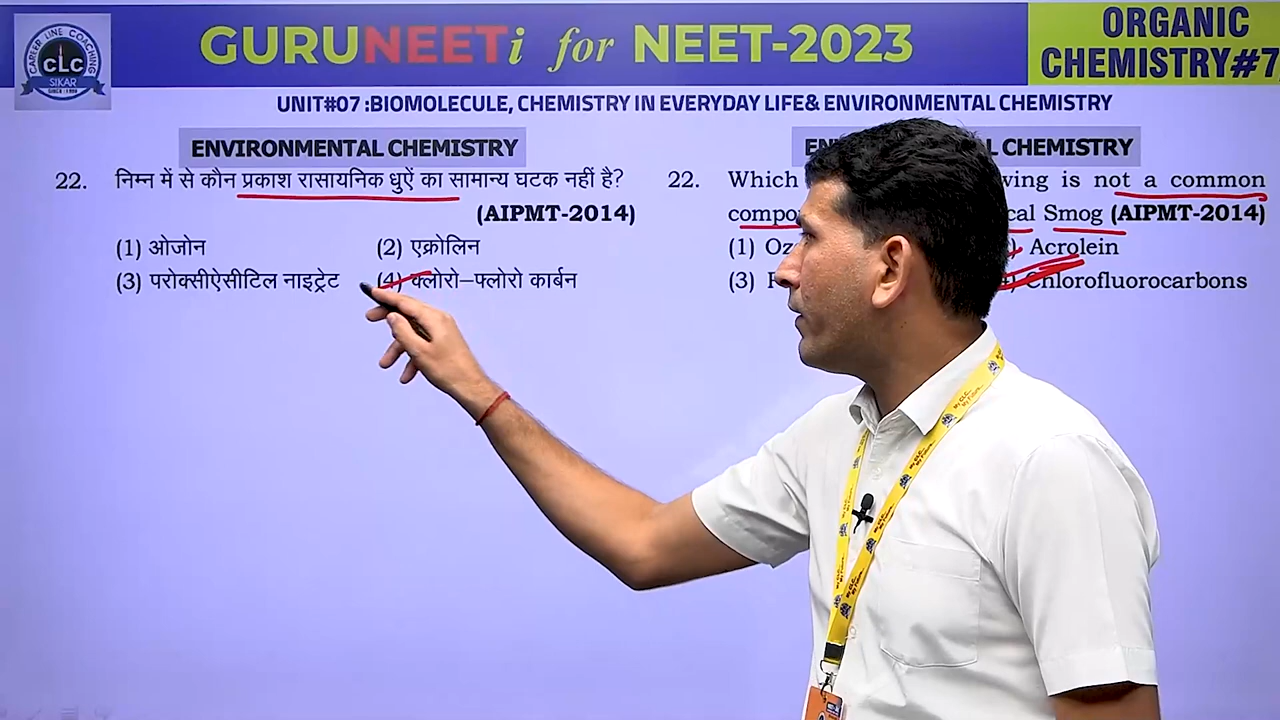 CAREER LINE COACHING
CLC
SIKAR
SINCE : 1996
GURUNEETi for NEET-2023
ORGANIC
CHEMISTRY#7
UNIT#07 :BIOMOLECULE, CHEMISTRY IN EVERYDAY LIFE& ENVIRONMENTAL CHEMISTRY
ENVIRONMENTAL CHEMISTRY
22. निम्न में से कौन प्रकाश रासायनिक धुऐं का सामान्य घटक नहीं है?
(AIPMT-2014)
(1) ओजोन (2) एक्रोलिन
(3) परोक्सीऐसीटिल नाइट्रेट (4) क्लोरो–फ्लोरो कार्बन
CHEMISTRY
22. Which is not a common
Smog (AIPMT-2014)
(1) Acrolein
(3) Chlorofluorocarbons